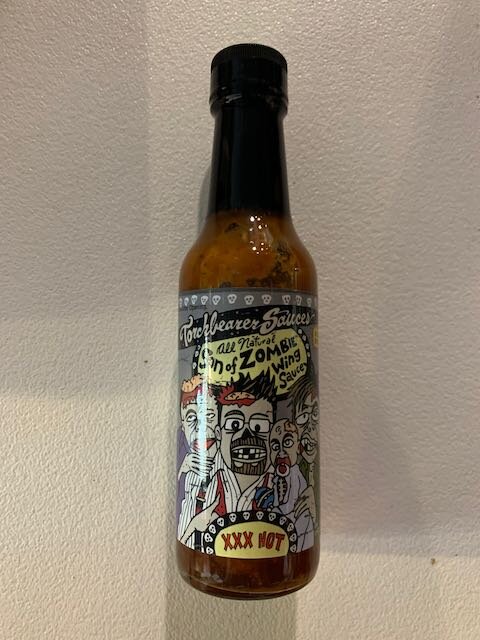 Torchbearer Sauces
All Natural
Son of ZOMBIE
Wing
Sauce
XXX HOT